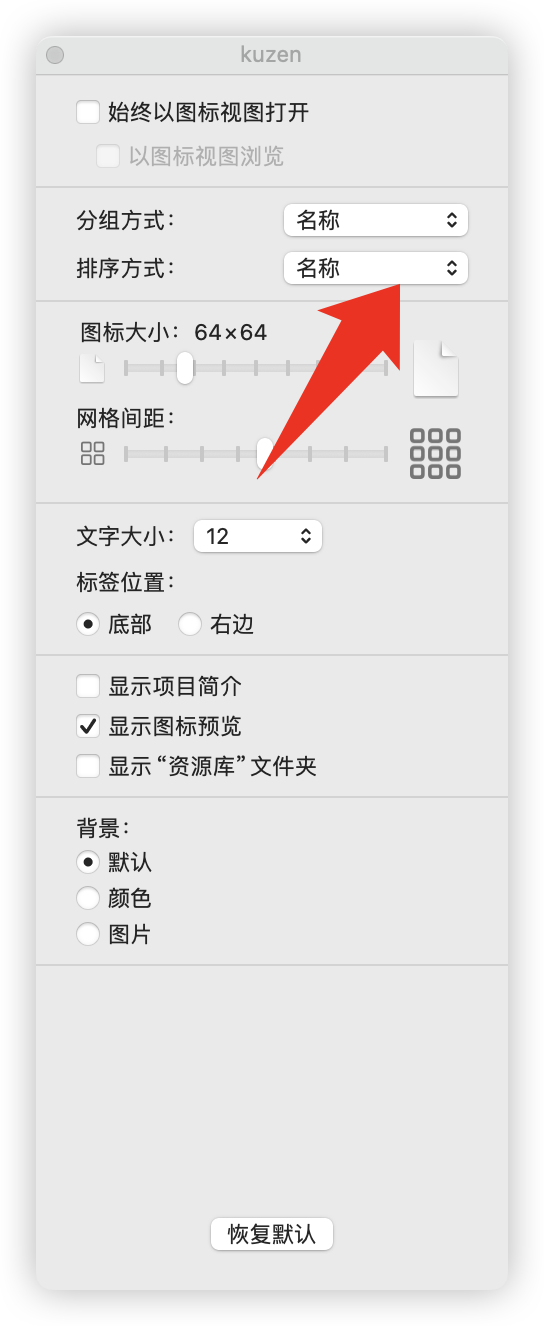 kuzen
始终以图标视图打开
以图标视图浏览
分组方式： 名称
排序方式： 名称
图标大小： 64×64
网格间距：
文字大小： 12
标签位置：
底部 右边
显示项目简介
显示图标预览
显示“资源库”文件夹
背景：
默认
颜色
图片
恢复默认